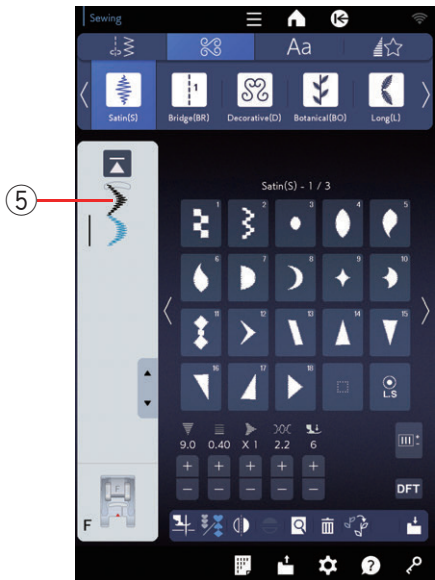 Sewing
Aa
Satin(S) Bridge(BR) Decorative(D) Botanical(BO) Long(L)
1
5
Satin(S) - 1 / 3
1 2 3 4 5
6 7 8 9 10
11 12 13 14 15
16 17 18
L.S
9.0 0.40 X 1 2.2 6
+ + + + +
− − − − −
DFT
F
F
?